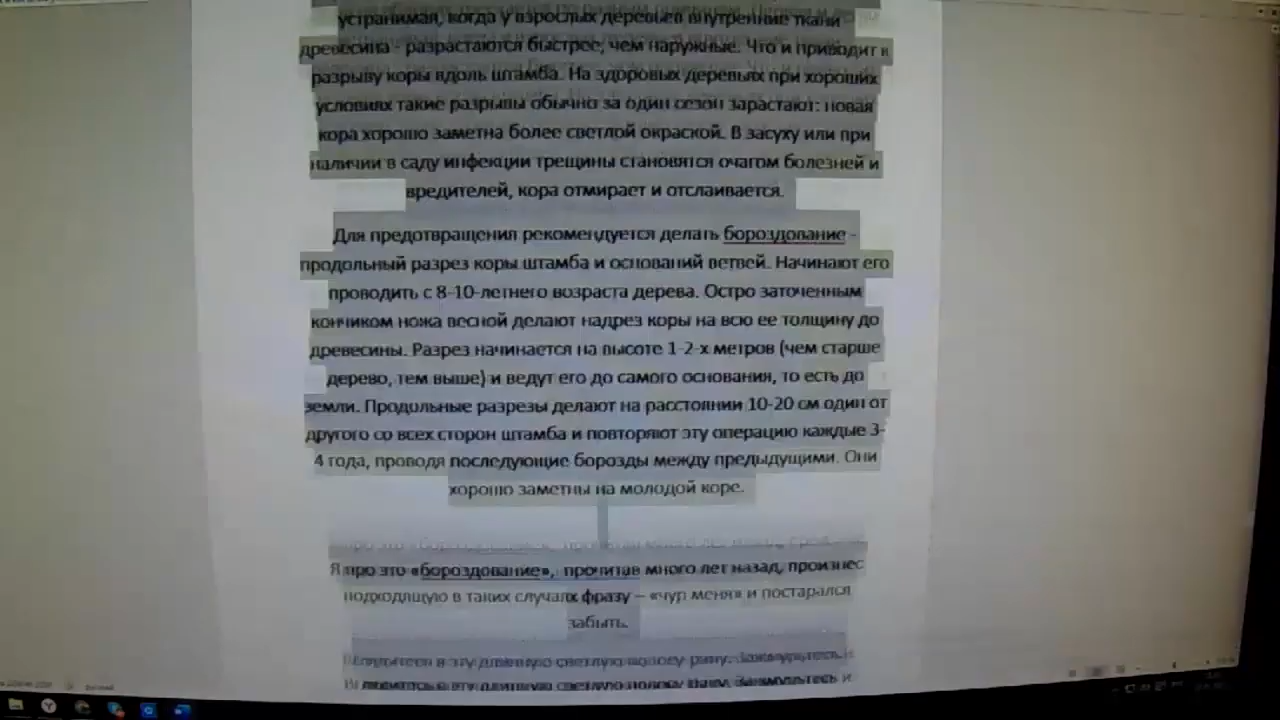 устранимая, когда у взрослых деревьев внутренние ткани
древесина - разрастаются быстрее, чем наружные. Что и приводит к
разрыву коры вдоль штамба. На здоровых деревьях при хороших
условиях такие разрывы обычно за один сезон зарастают: новая
кора хорошо заметна более светлой окраской. В засуху или при
наличии в саду инфекции трещины становятся очагом болезней и
вредителей, кора отмирает и отслаивается.
Для предотвращения рекомендуется делать бороздование -
продольный разрез коры штамба и оснований ветвей. Начинают его
проводить с 8-10-летнего возраста дерева. Остро заточенным
кончиком ножа весной делают надрез коры на всю ее толщину до
древесины. Разрез начинается на высоте 1-2-х метров (чем старше
дерево, тем выше) и ведут его до самого основания, то есть до
земли. Продольные разрезы делают на расстоянии 10-20 см один от
другого со всех сторон штамба и повторяют эту операцию каждые 3-
4 года, проводя последующие борозды между предыдущими. Они
хорошо заметны на молодой коре.
Я про это «бороздование», прочитав много лет назад, произнес
подходящую в таких случаях фразу – «чур меня» и постарался
забыть.
в эту длинную светлую полосу